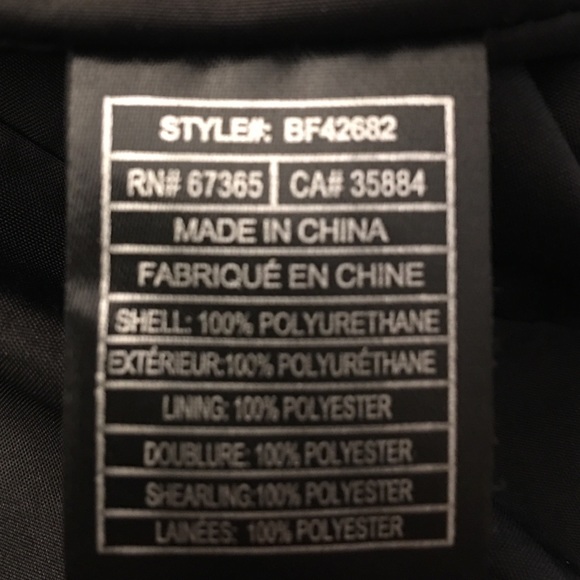 STYLE#: BF42682
RN# 67365 CA# 35884
MADE IN CHINA
FABRIQUÉ EN CHINE
SHELL: 100% POLYURETHANE
EXTÉRIEUR:100% POLYURÉTHANE
LINING: 100% POLYESTER
DOUBLURE: 100% POLYESTER
SHEARLING:100% POLYESTER
LAINÉES: 100% POLYESTER